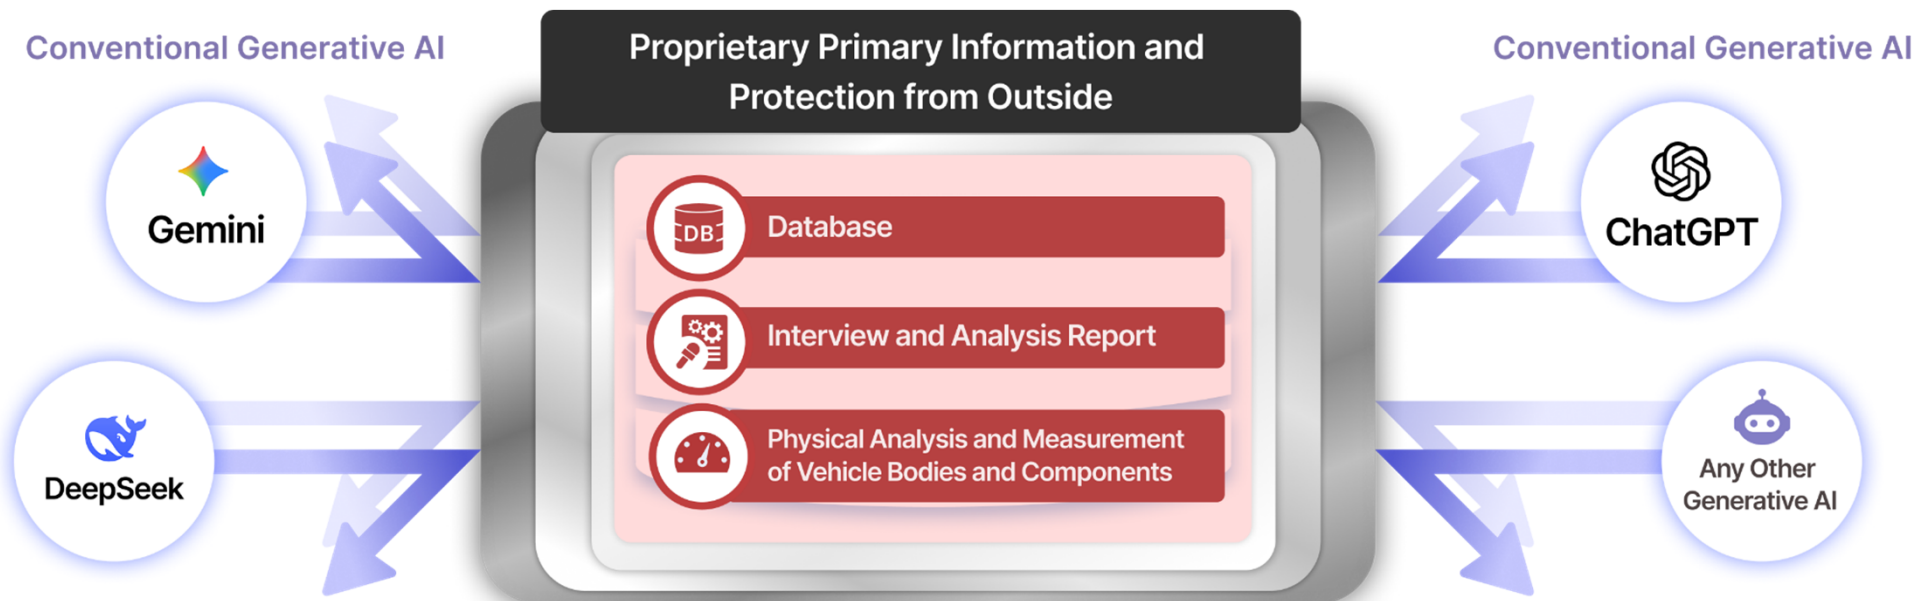 Conventional Generative AI
Proprietary Primary Information and
Protection from Outside
Conventional Generative AI
Gemini
DeepSeek
DB
Database
Interview and Analysis Report
Physical Analysis and Measurement
of Vehicle Bodies and Components
ChatGPT
Any Other
Generative AI